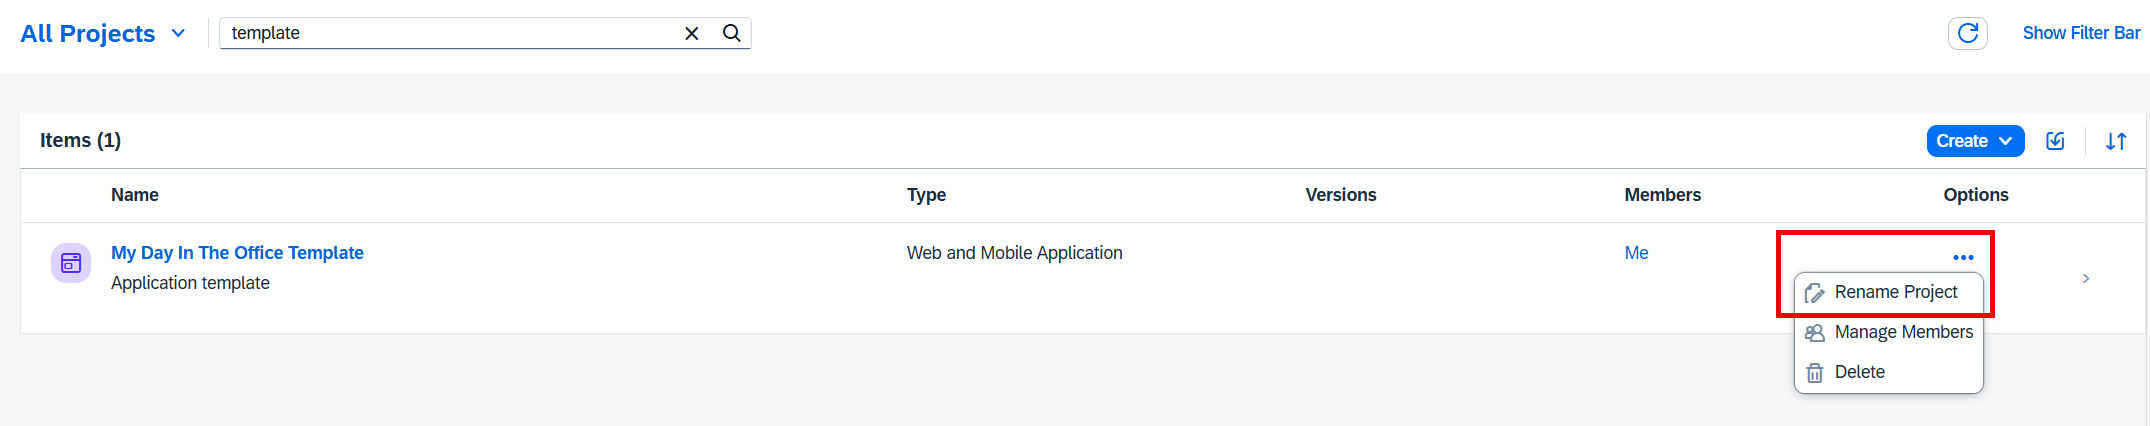 All Projects
template
Show Filter Bar
Items (1)
Create
Name Type Versions Members Options
My Day In The Office Template Web and Mobile Application Me
Application template
Rename Project
Manage Members
Delete